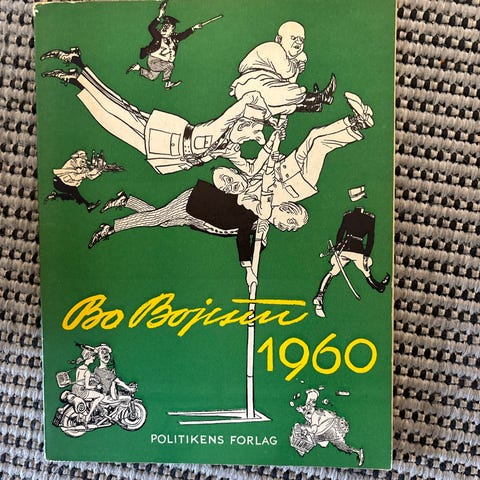 Bo Bojesen
1960
POLITIKENS FORLAG